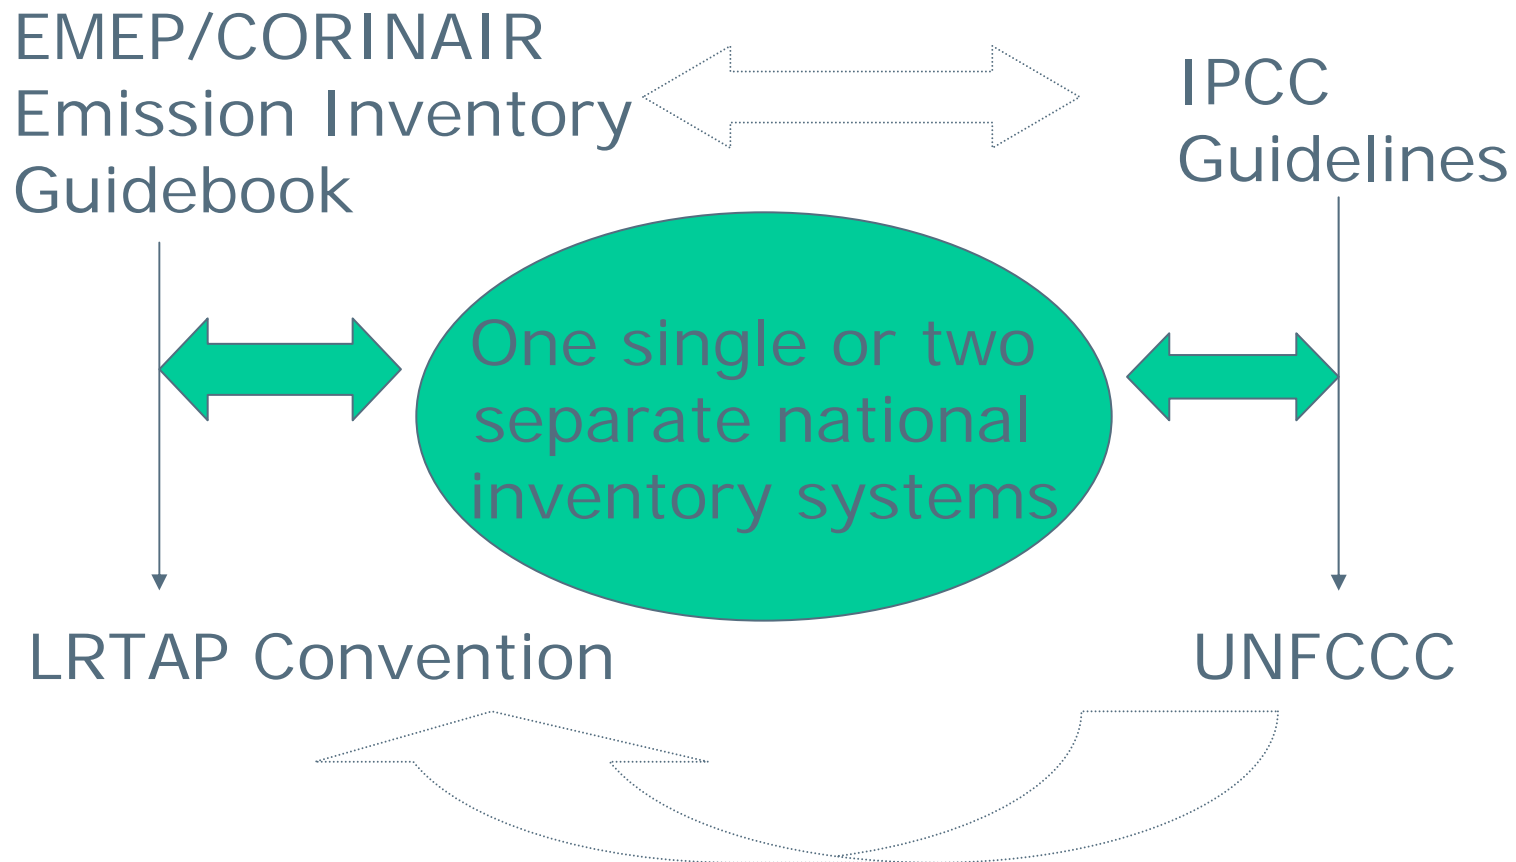 EMEP/CORINAIR
Emission Inventory
Guidebook
IPCC
Guidelines
One single or two
separate national
inventory systems
LRTAP Convention
UNFCCC